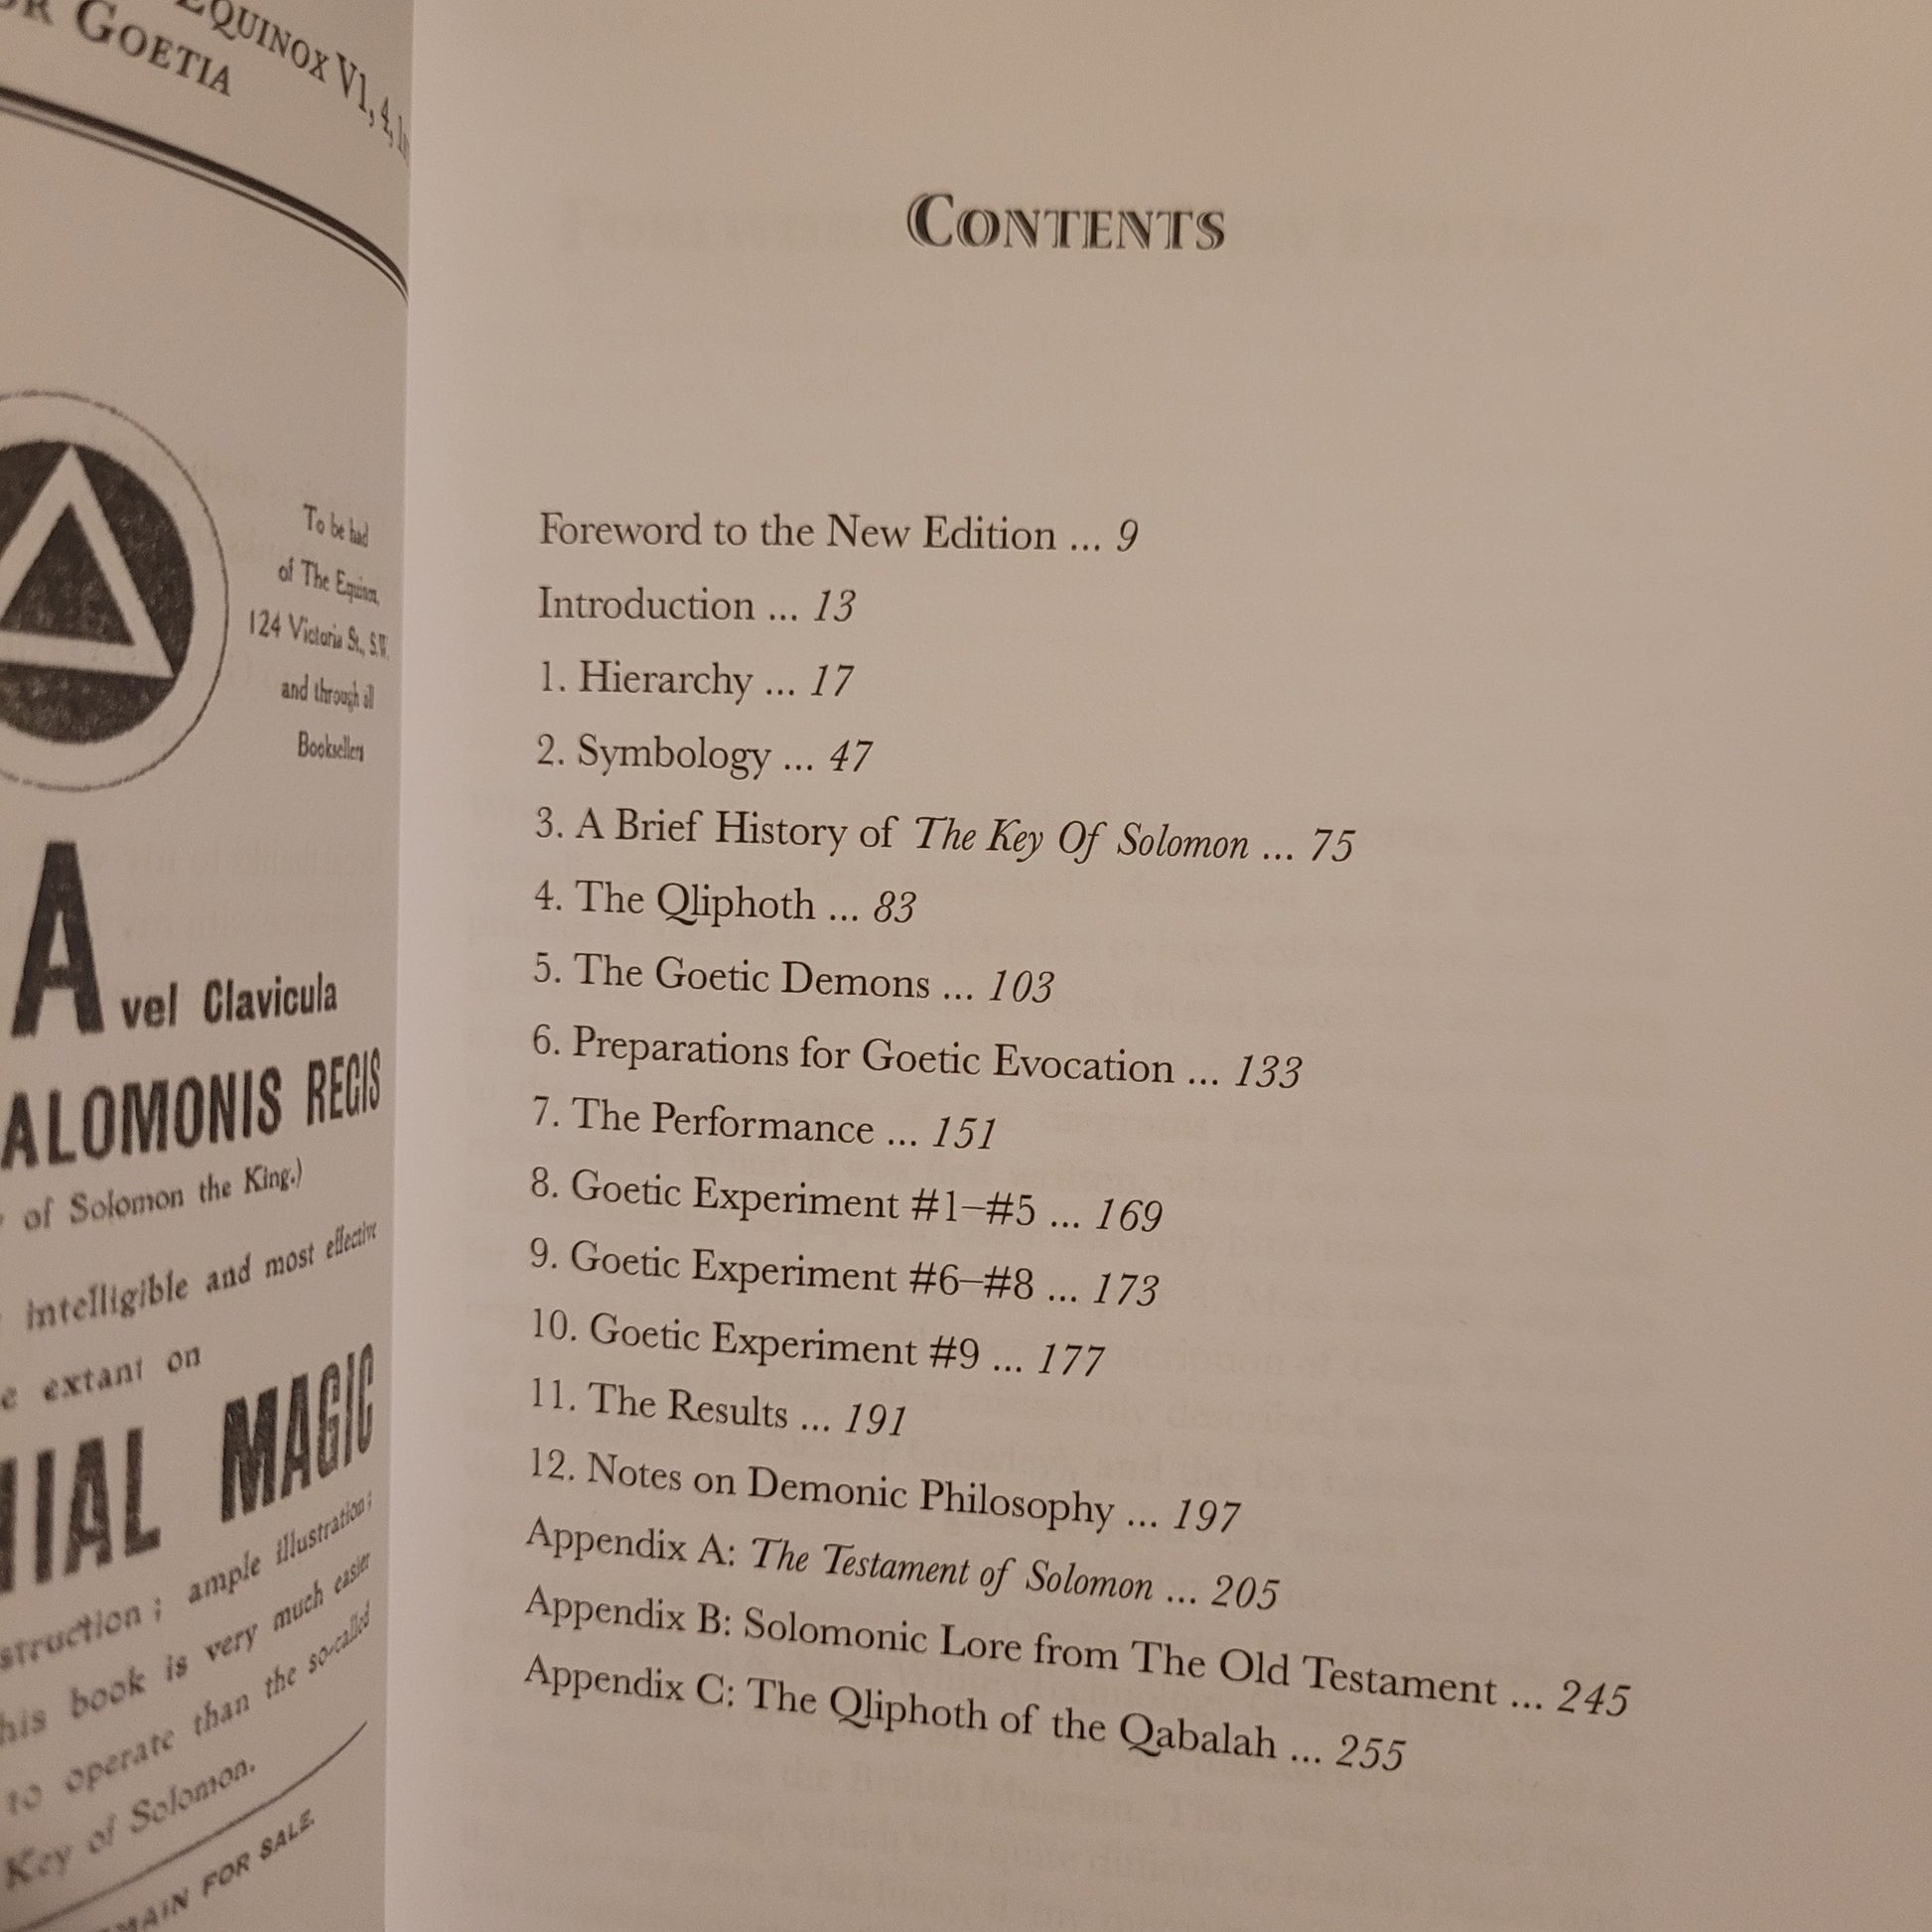 EQUINOX V1, 4,
GOETIA
To be had
of The Equinox,
124 Victoria St., S.W.
and through all
Booksellers
A vel Clavicula
ALOMONIS REGIS
of Solomon the King.)
intelligible and most effective
extant on
NIAL MAGIC
struction ; ample illustration ;
his book is very much easier
to operate than the so-called
Key of Solomon.
MAIN FOR SALE.
CONTENTS
Foreword to the New Edition ... 9
Introduction ... 13
1. Hierarchy ... 17
2. Symbology ... 47
3. A Brief History of The Key Of Solomon ... 75
4. The Qliphoth ... 83
5. The Goetic Demons ... 103
6. Preparations for Goetic Evocation ... 133
7. The Performance ... 151
8. Goetic Experiment #1–#5 ... 169
9. Goetic Experiment #6–#8 ... 173
10. Goetic Experiment #9 ... 177
11. The Results ... 191
12. Notes on Demonic Philosophy ... 197
Appendix A: The Testament of Solomon ... 205
Appendix B: Solomonic Lore from The Old Testament ... 245
Appendix C: The Qliphoth of the Qabalah ... 255